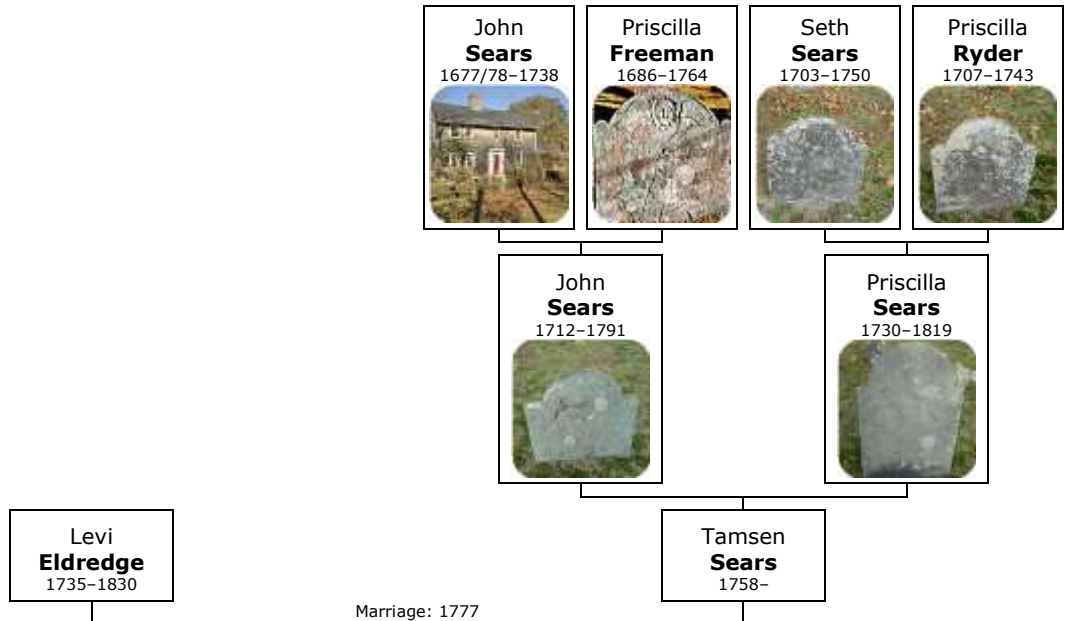 John
Sears
1677/78–1738
Priscilla
Freeman
1686–1764
Seth
Sears
1703–1750
Priscilla
Ryder
1707–1743
John
Sears
1712–1791
Priscilla
Sears
1730–1819
Levi
Eldredge
1735–1830
Tamsen
Sears
1758–
Marriage: 1777